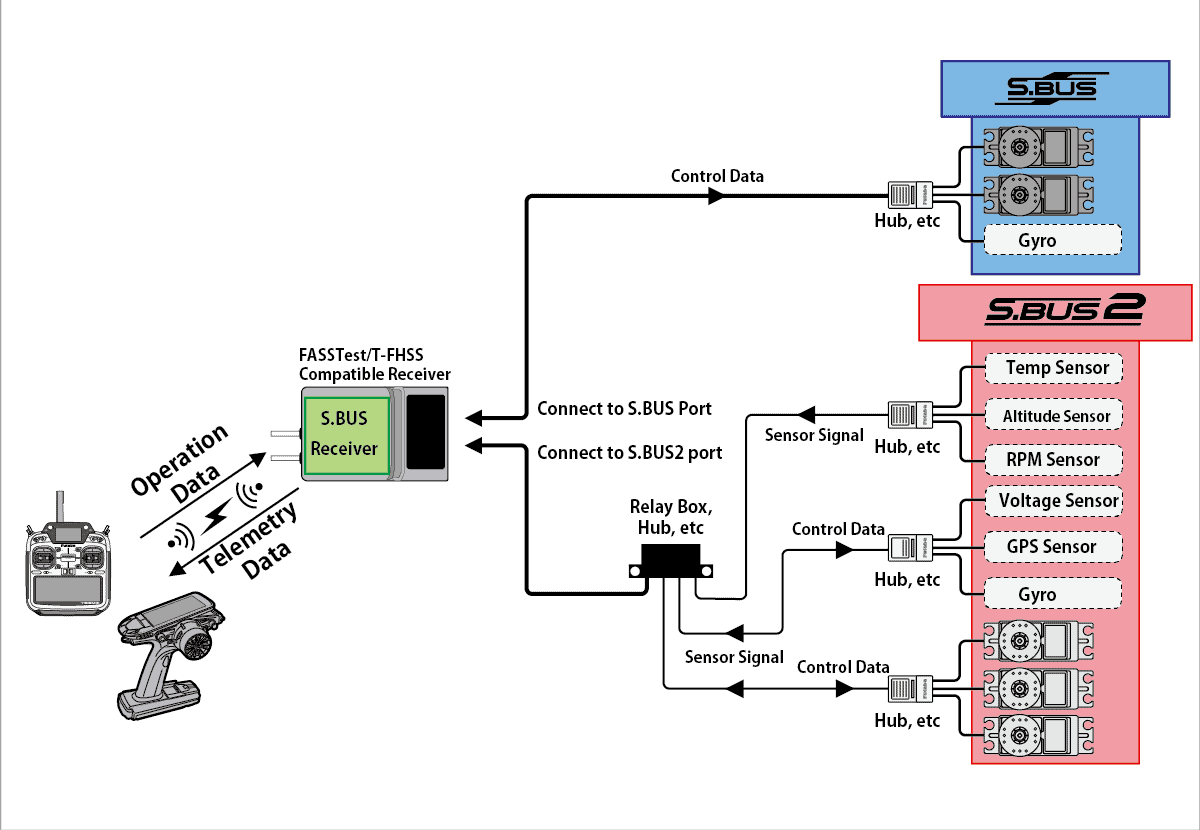 S.BUS
Control Data
Hub, etc
Gyro
S.BUS2
FASSTest/T-FHSS
Compatible Receiver
S.BUS
Receiver
Connect to S.BUS Port
Connect to S.BUS2 port
Operation
Data
Telemetry
Data
Temp Sensor
Altitude Sensor
RPM Sensor
Sensor Signal
Hub, etc
Relay Box,
Hub, etc
Voltage Sensor
GPS Sensor
Gyro
Control Data
Hub, etc
Sensor Signal
Control Data
Hub, etc